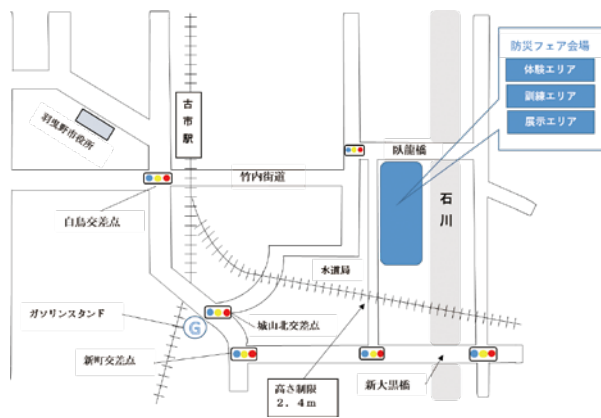 防災フェア会場
体験エリア
訓練エリア
展示エリア
古市駅
羽曳野市役所
臥龍橋
竹内街道
石川
白鳥交差点
水道局
ガソリンスタンド
G
城山北交差点
新町交差点
高さ制限
2．4m
新大黒橋